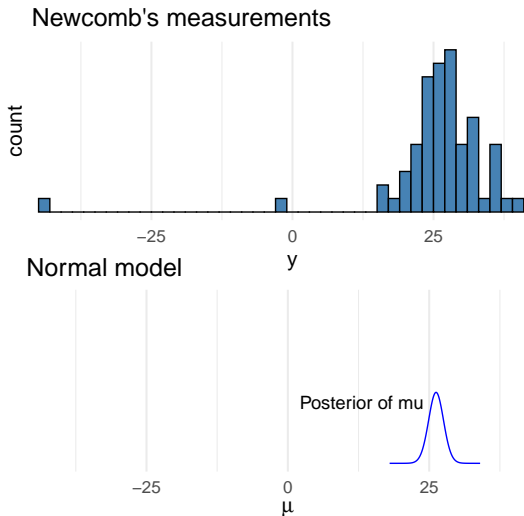 Newcomb's measurements
count
−25 0 25
y
Normal model
Posterior of mu
−25 0 25
μ